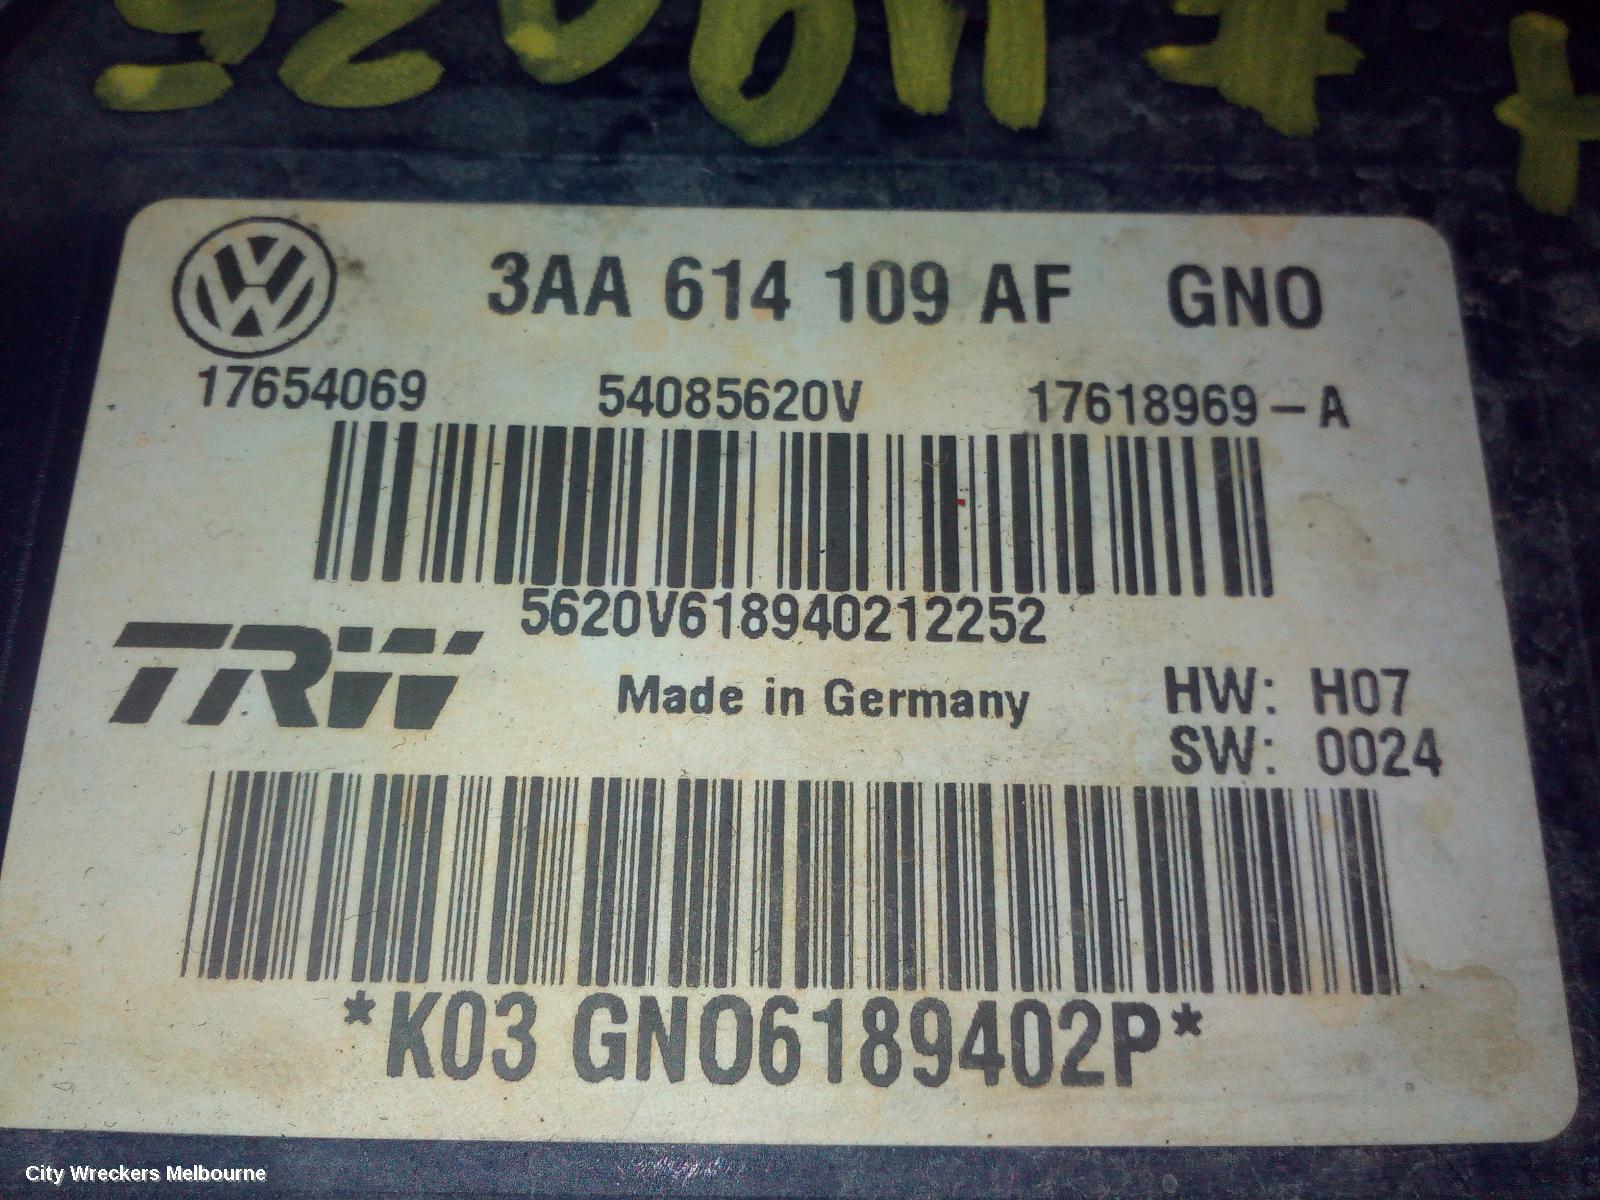 3AA 614 109 AF GNO
17654069 54085620V 17618969-A
5620V618940212252
TRW
Made in Germany
HW: H07
SW: 0024
*K03 GNO6189402P*
City Wreckers Melbourne